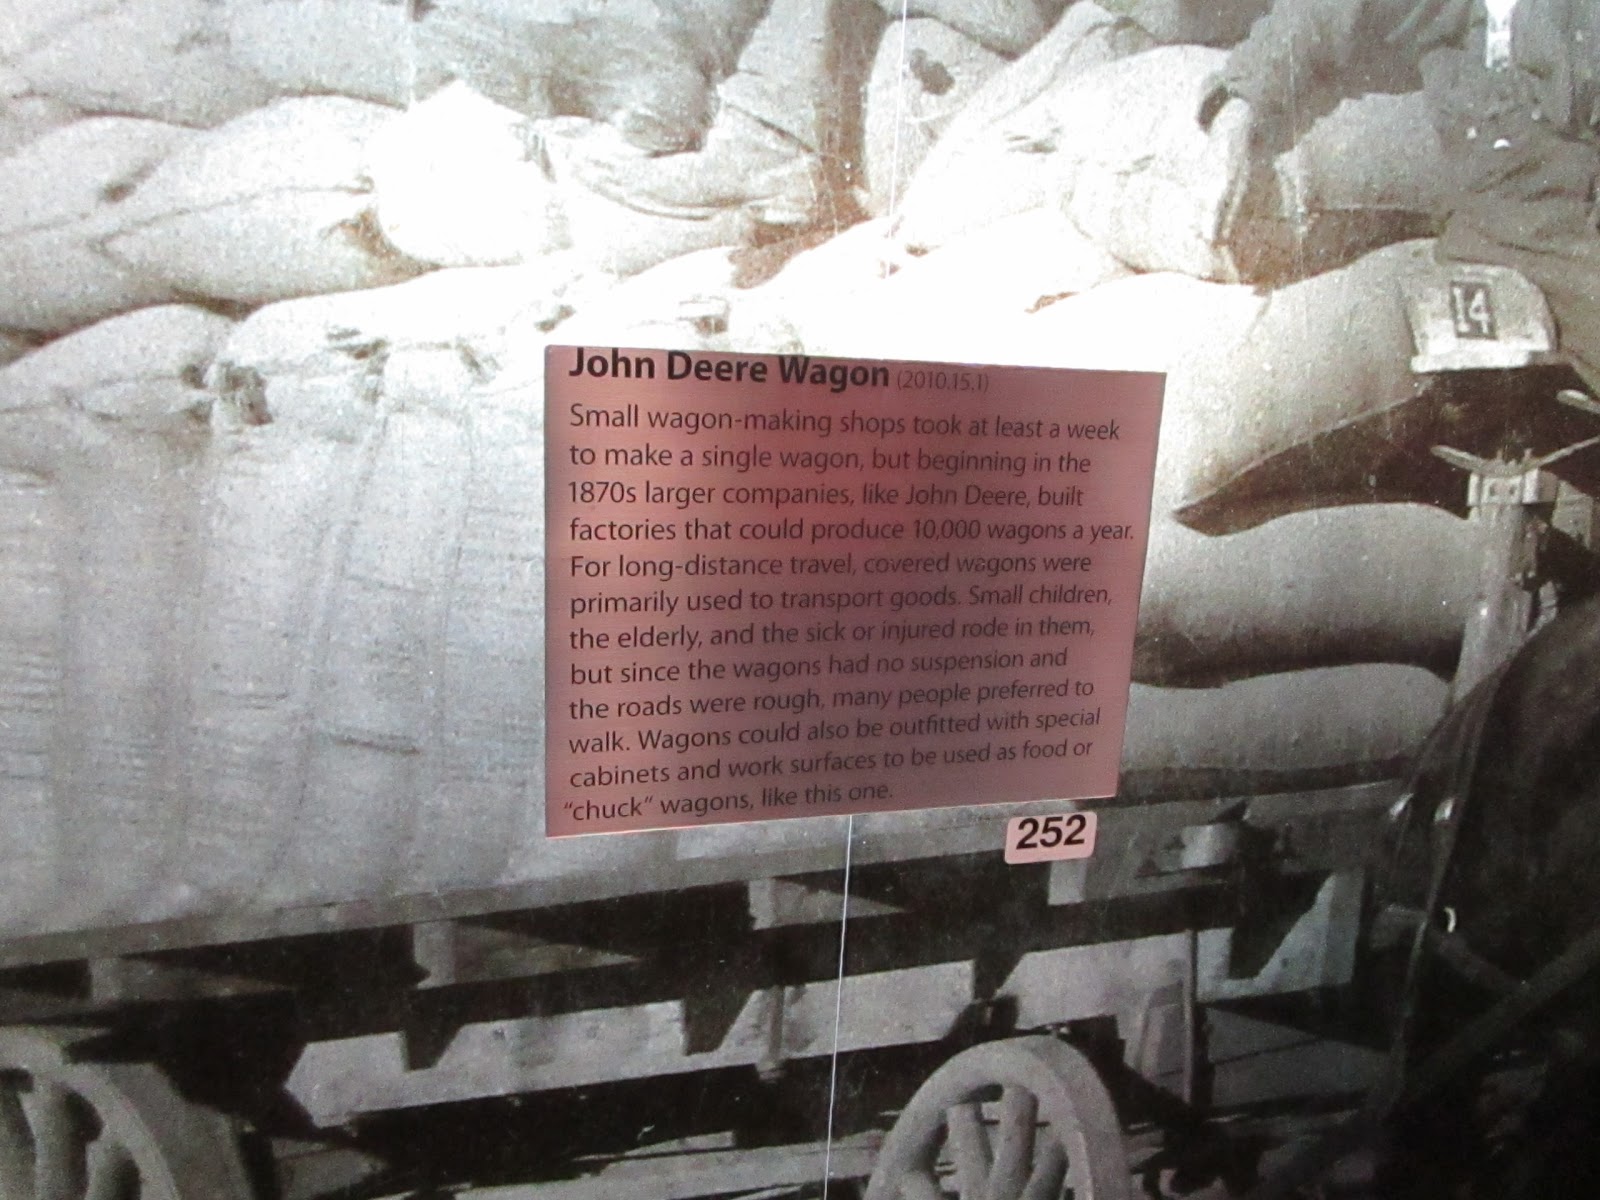 14
John Deere Wagon (2010.15.1)
Small wagon-making shops took at least a week
to make a single wagon, but beginning in the
1870s larger companies, like John Deere, built
factories that could produce 10,000 wagons a year.
For long-distance travel, covered wagons were
primarily used to transport goods. Small children,
the elderly, and the sick or injured rode in them,
but since the wagons had no suspension and
the roads were rough, many people preferred to
walk. Wagons could also be outfitted with special
cabinets and work surfaces to be used as food or
“chuck” wagons, like this one.
252